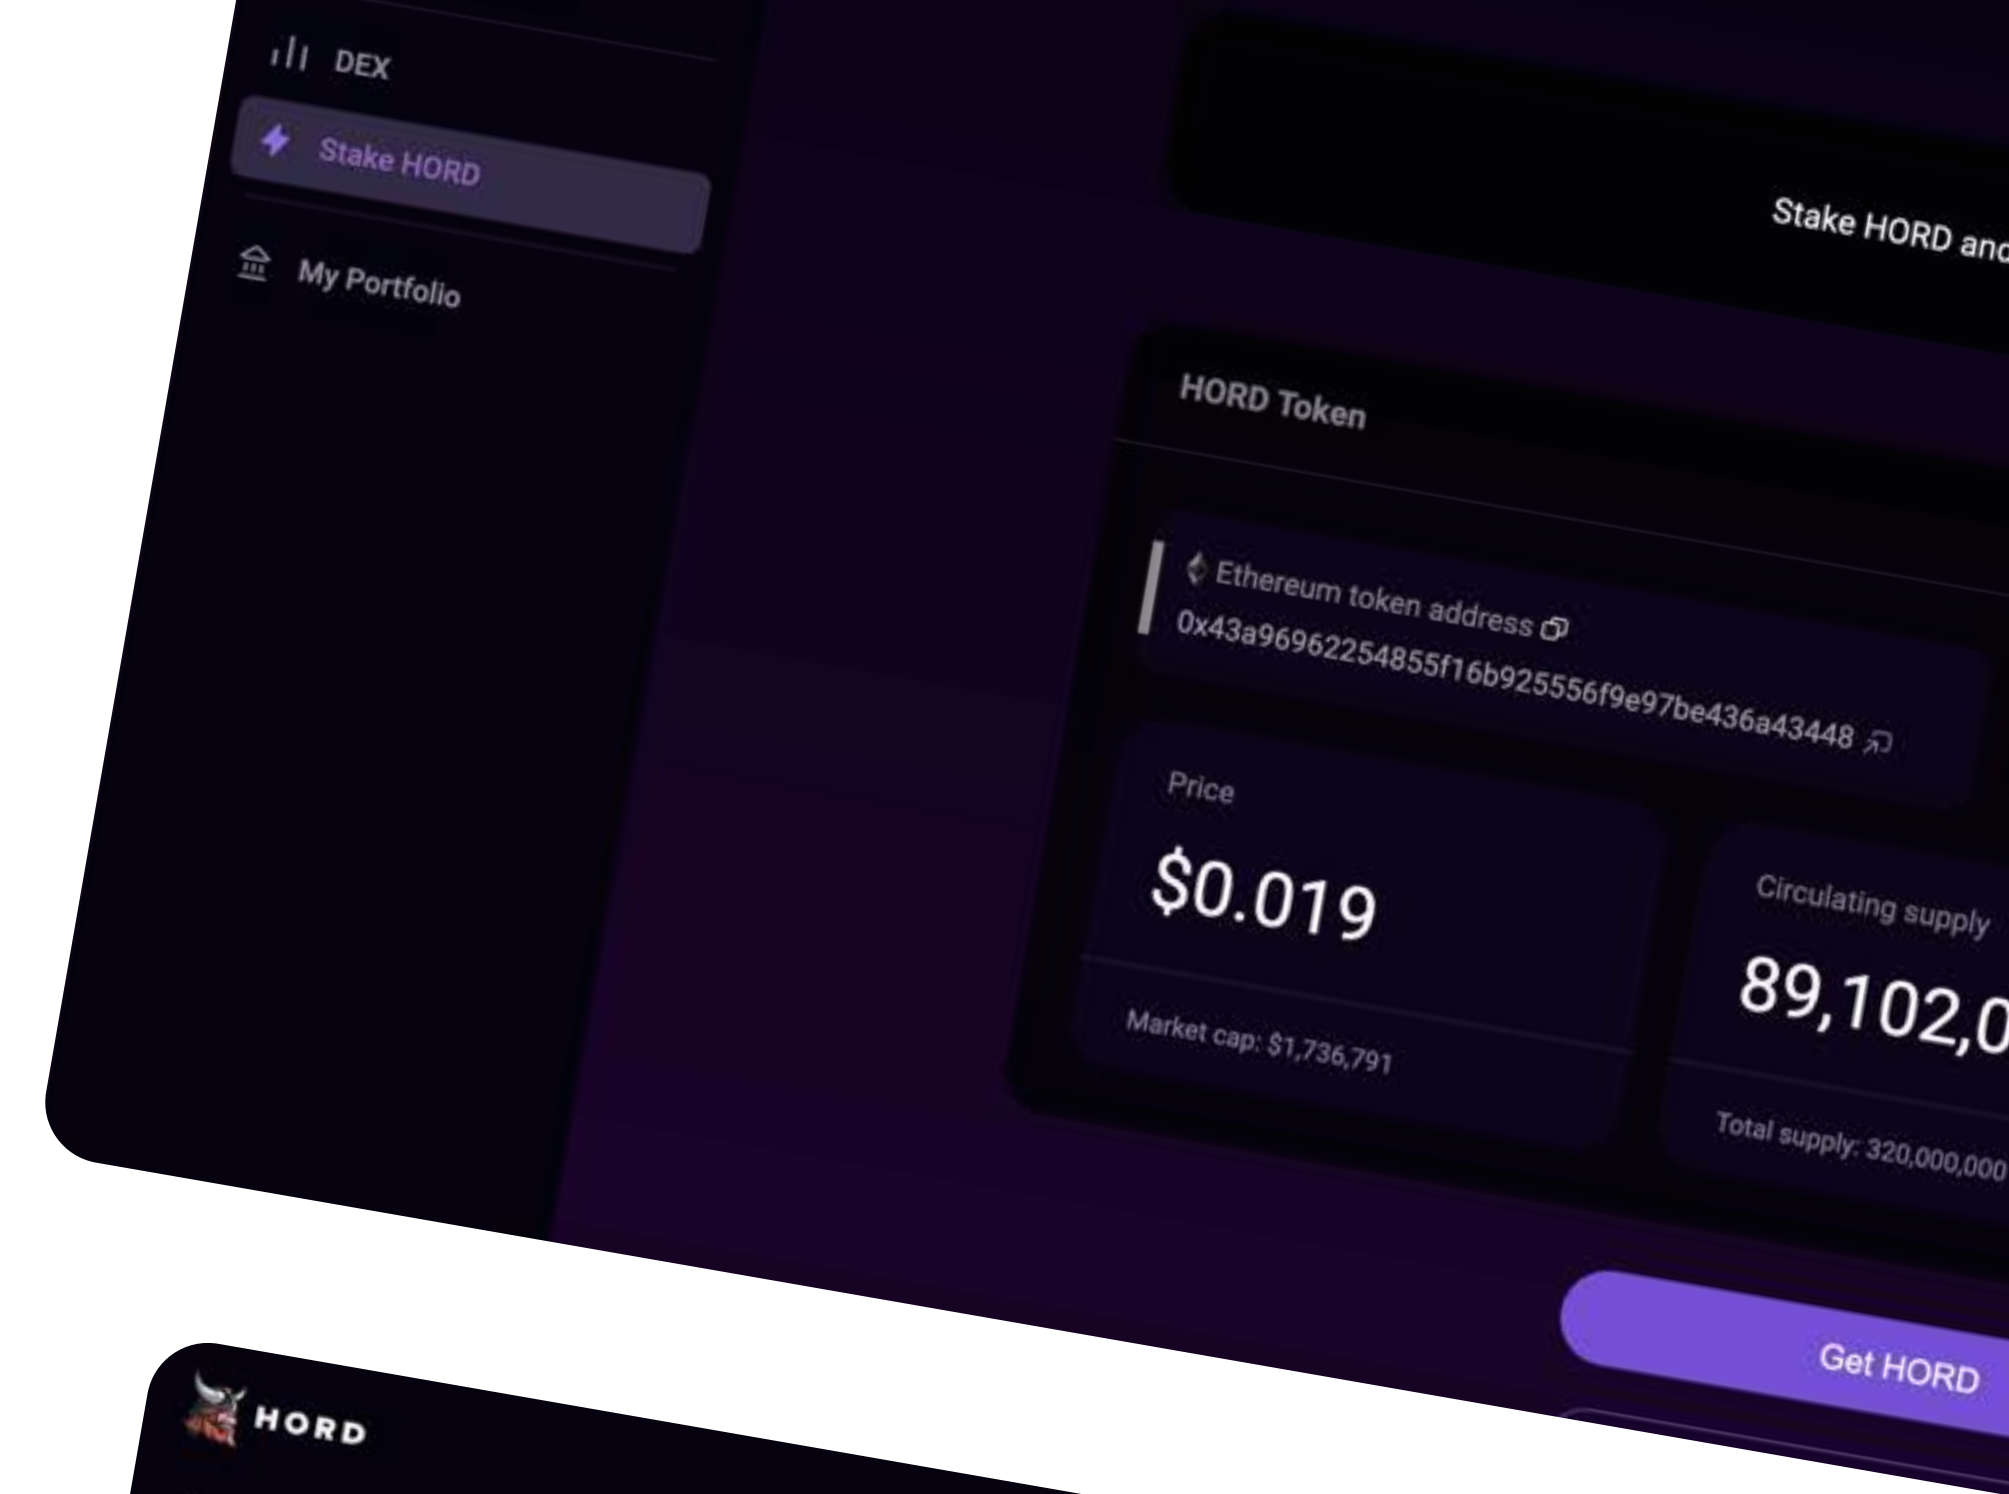 DEX
Stake HORD
My Portfolio
Stake HORD and
HORD Token
Ethereum token address
0x43a96962254855f16b925556f9e97be436a43448
Price
$0.019
Market cap: $1,736,791
Circulating supply
89,102,0
Total supply: 320,000,000
Get HORD
HORD